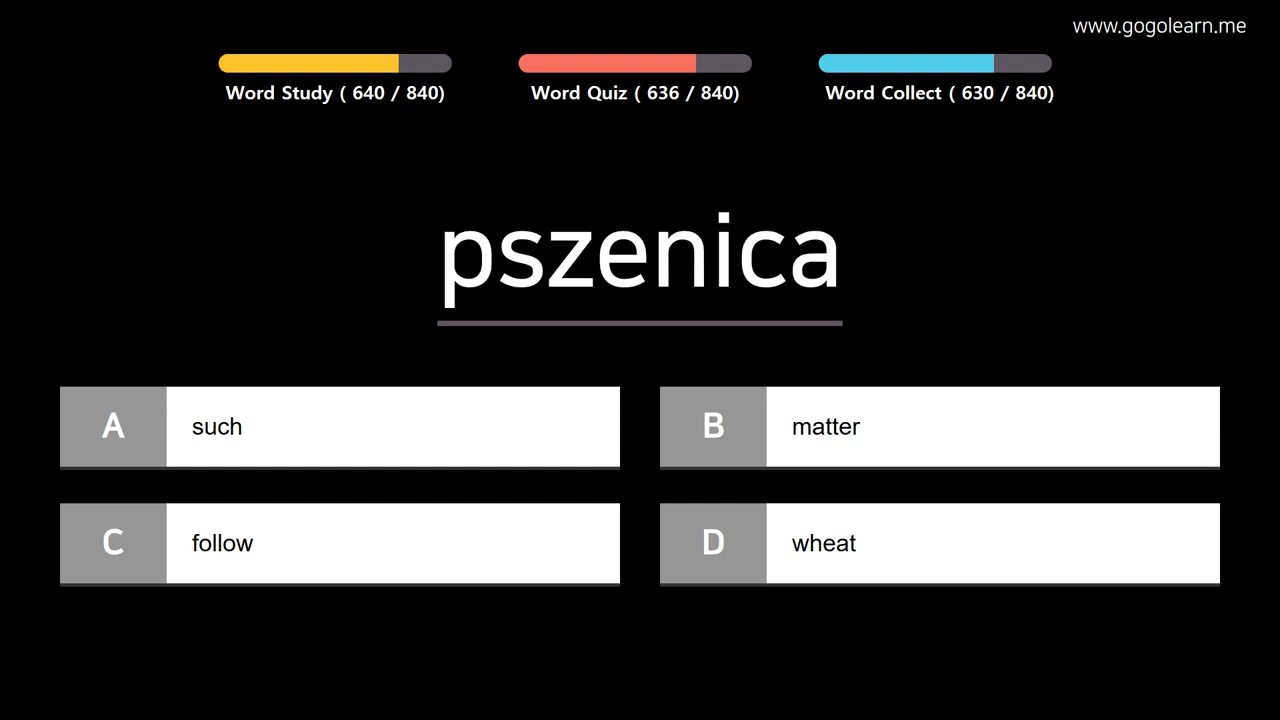 www.gogolearn.me
Word Study ( 640 / 840)
Word Quiz ( 636 / 840)
Word Collect ( 630 / 840)
pszenica
A such
B matter
C follow
D wheat